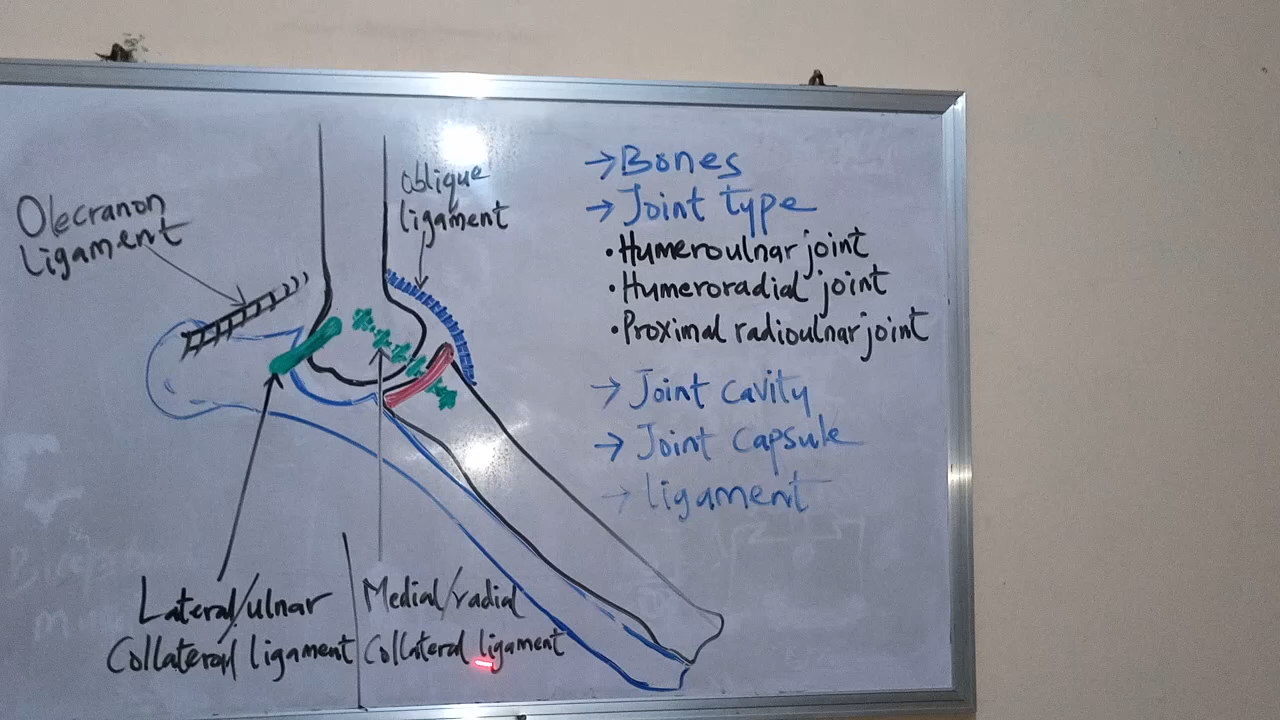 Olecranon
Ligament
oblique
ligament
Lateral/ulnar
Collateral ligament
Medial/radial
Collateral ligament
→ Bones
→ Joint type
• Humeroulnar joint
• Humeroradial joint
• Proximal radioulnar joint
→ Joint cavity
→ Joint capsule
→ ligament